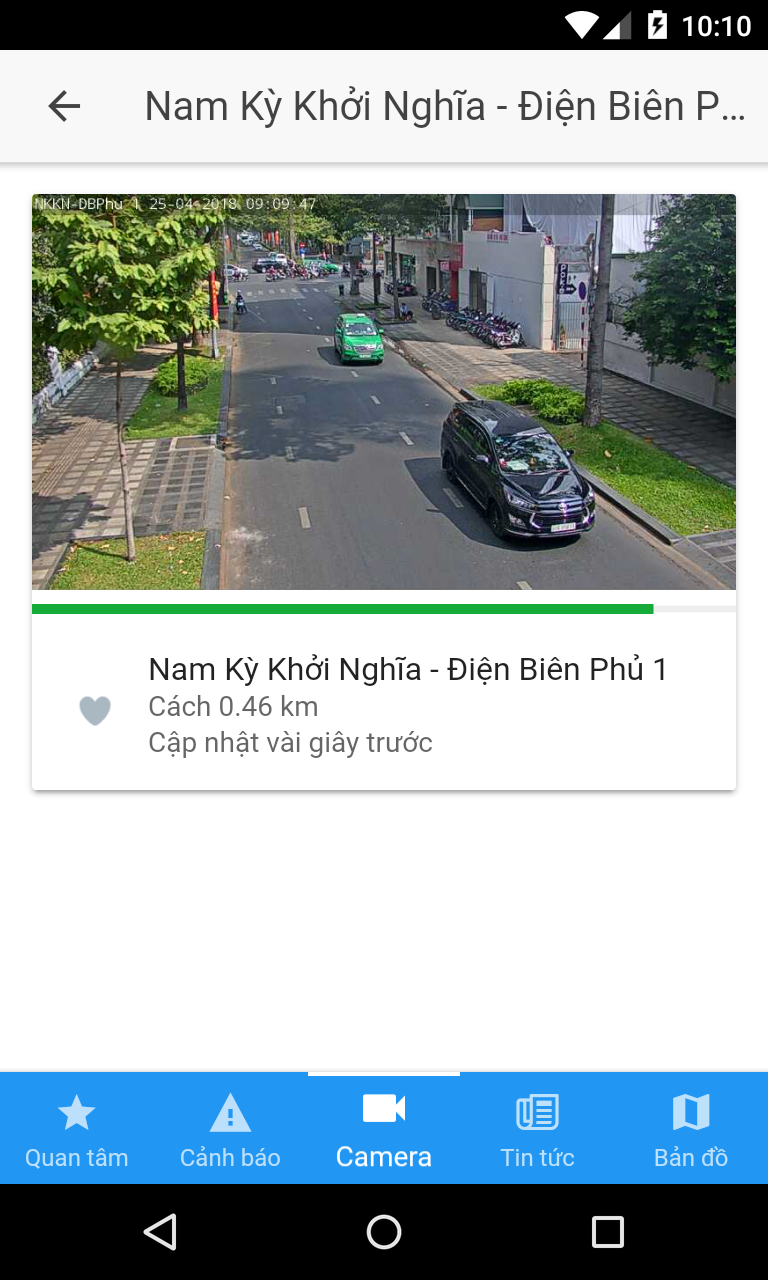 10:10
Nam Kỳ Khởi Nghĩa - Điện Biên P...
NKKN-DBPhu 1 25-04-2018 09:09:47
Nam Kỳ Khởi Nghĩa - Điện Biên Phủ 1
Cách 0.46 km
Cập nhật vài giây trước
Quan tâm
Cảnh báo
Camera
Tin tức
Bản đồ